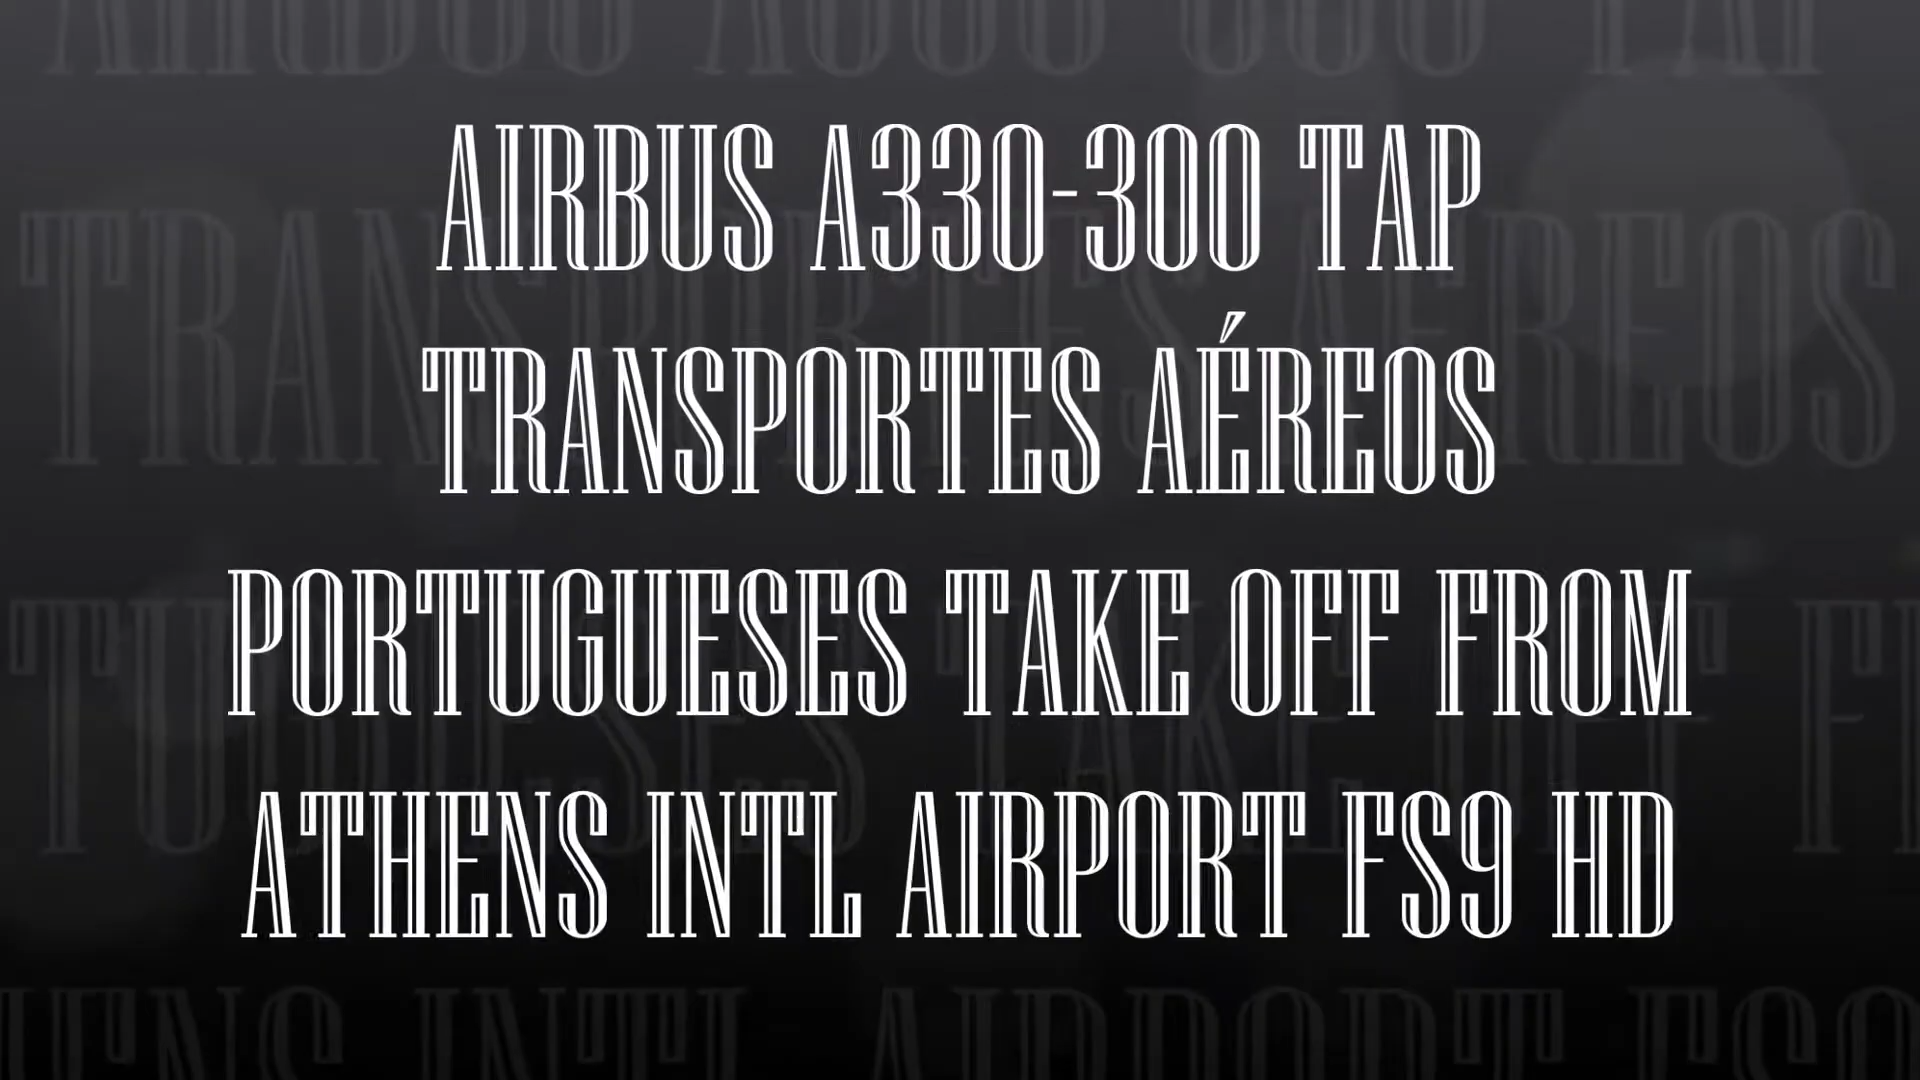 AIRBUS A330-300 TAP
TRANSPORTES AÉREOS
PORTUGUESES TAKE OFF FROM
ATHENS INTL AIRPORT FS9 HD